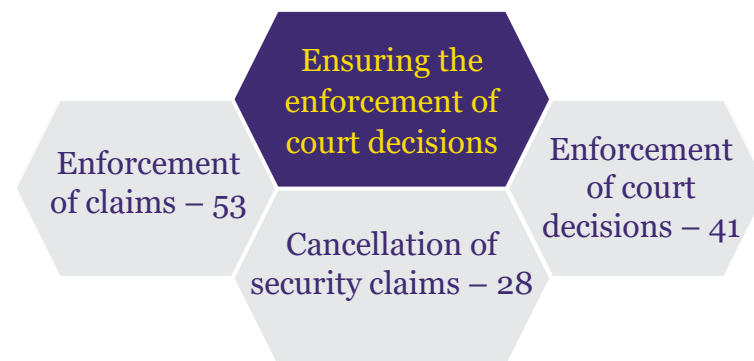 Ensuring the
enforcement of
court decisions
Enforcement
of claims – 53
Cancellation of
security claims – 28
Enforcement
of court
decisions – 41